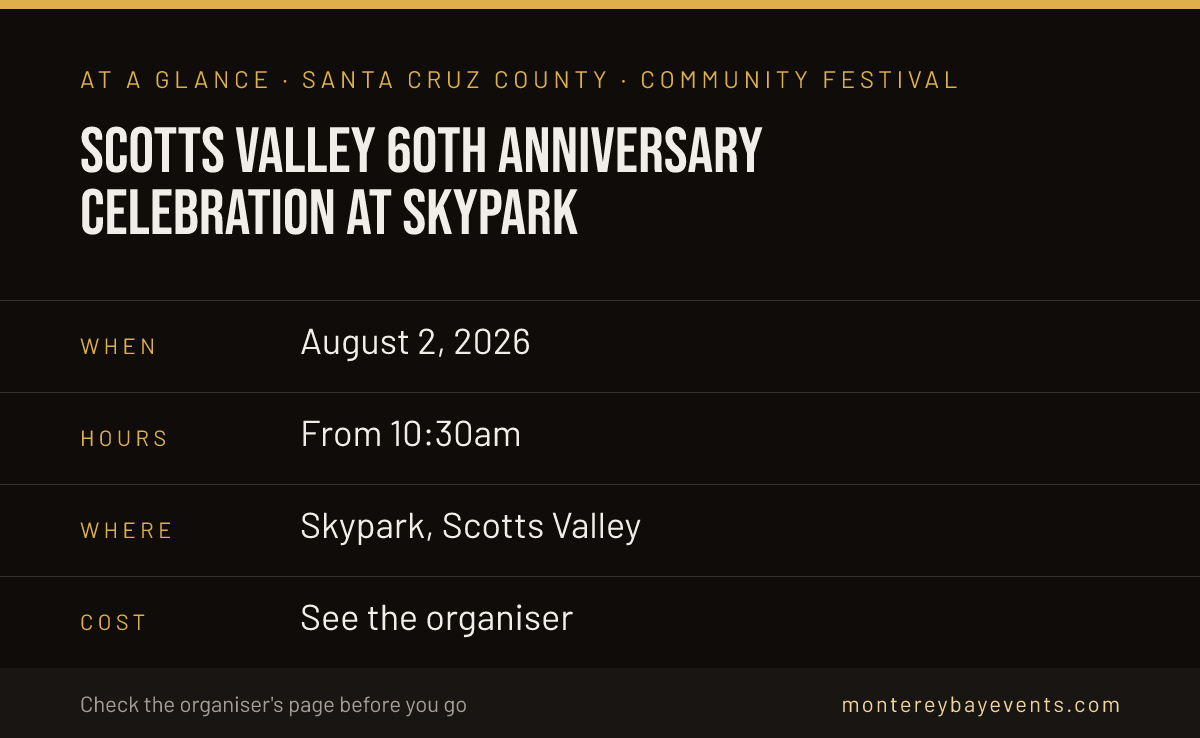 AT A GLANCE · SANTA CRUZ COUNTY · COMMUNITY FESTIVAL
SCOTTS VALLEY 60TH ANNIVERSARY
CELEBRATION AT SKYPARK
WHEN August 2, 2026
HOURS From 10:30am
WHERE Skypark, Scotts Valley
COST See the organiser
Check the organiser's page before you go montereybayevents.com